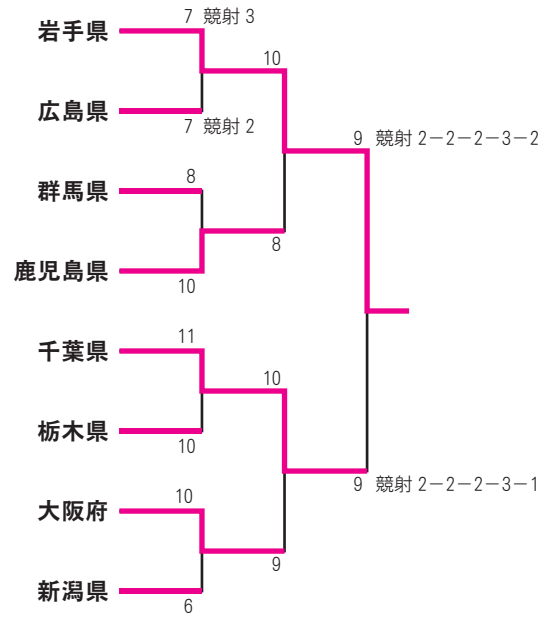 7 競射 3
岩手県
10
広島県
7 競射 2
9 競射 2－2－2－3－2
8
群馬県
8
鹿児島県
10
11
千葉県
10
栃木県
10
9 競射 2－2－2－3－1
10
大阪府
9
新潟県
6